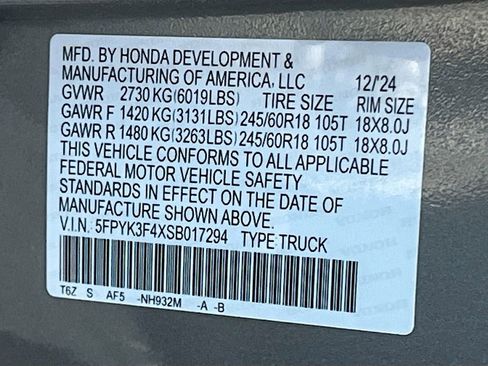 MFD. BY HONDA DEVELOPMENT &
MANUFACTURING OF AMERICA, LLC 12/'24
GVWR 2730 KG(6019LBS) TIRE SIZE RIM SIZE
GAWR F 1420 KG(3131LBS) 245/60R18 105T 18X8.0J
GAWR R 1480 KG(3263LBS) 245/60R18 105T 18X8.0J
THIS VEHICLE CONFORMS TO ALL APPLICABLE
FEDERAL MOTOR VEHICLE SAFETY
STANDARDS IN EFFECT ON THE DATE OF
MANUFACTURE SHOWN ABOVE.
V.I.N.: 5FPYK3F4XSB017294 TYPE:TRUCK
T6Z S AF5 -NH932M -A -B